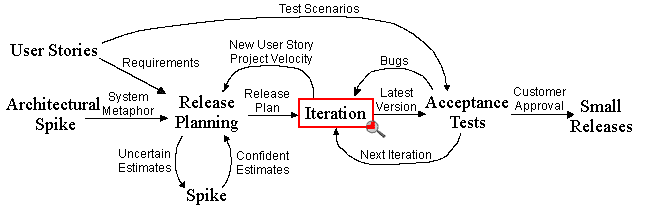 Test Scenarios
User Stories
New User Story
Project Velocity
Bugs
Requirements
Architectural
Spike
System
Metaphor
Release
Planning
Release
Plan
Iteration
Latest
Version
Acceptance
Tests
Customer
Approval
Small
Releases
Uncertain
Estimates
Confident
Estimates
Next Iteration
Spike